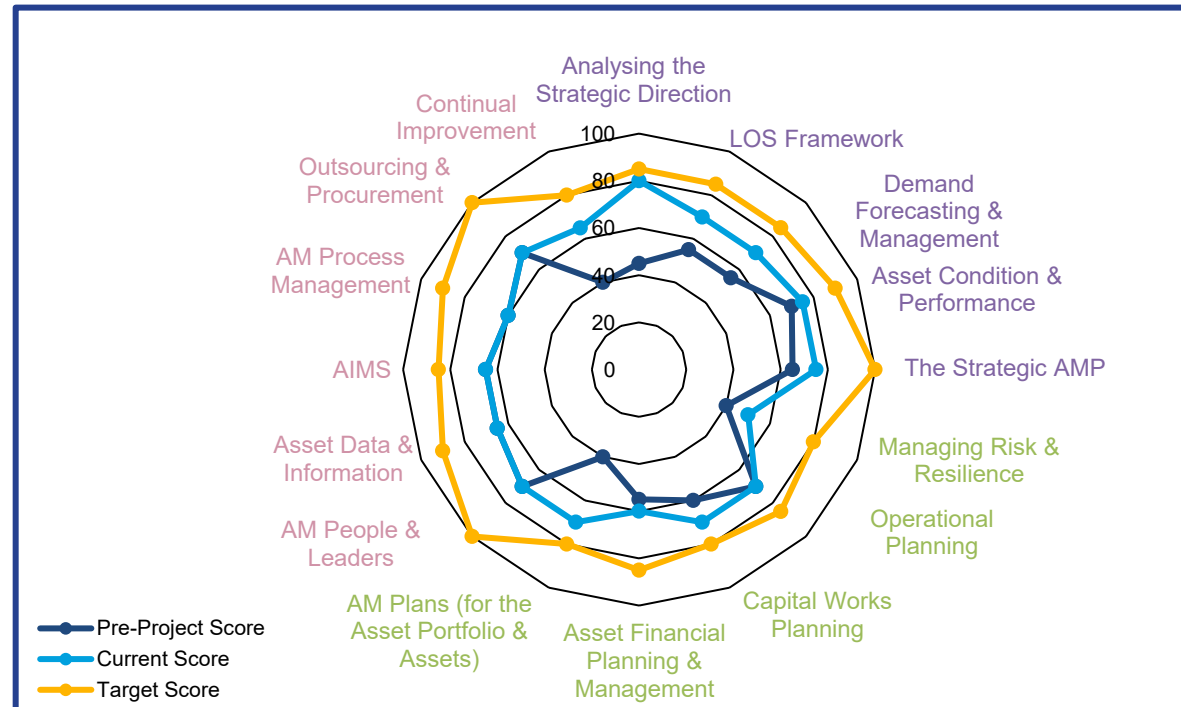 Analysing the
Strategic Direction
LOS Framework
Demand
Forecasting &
Management
Asset Condition &
Performance
The Strategic AMP
Managing Risk &
Resilience
Operational
Planning
Capital Works
Planning
Asset Financial
Planning &
Management
AM Plans (for the
Asset Portfolio &
Assets)
AM People &
Leaders
Asset Data &
Information
AIMS
AM Process
Management
Outsourcing &
Procurement
Continual
Improvement
100
80
60
40
20
0
Pre-Project Score
Current Score
Target Score